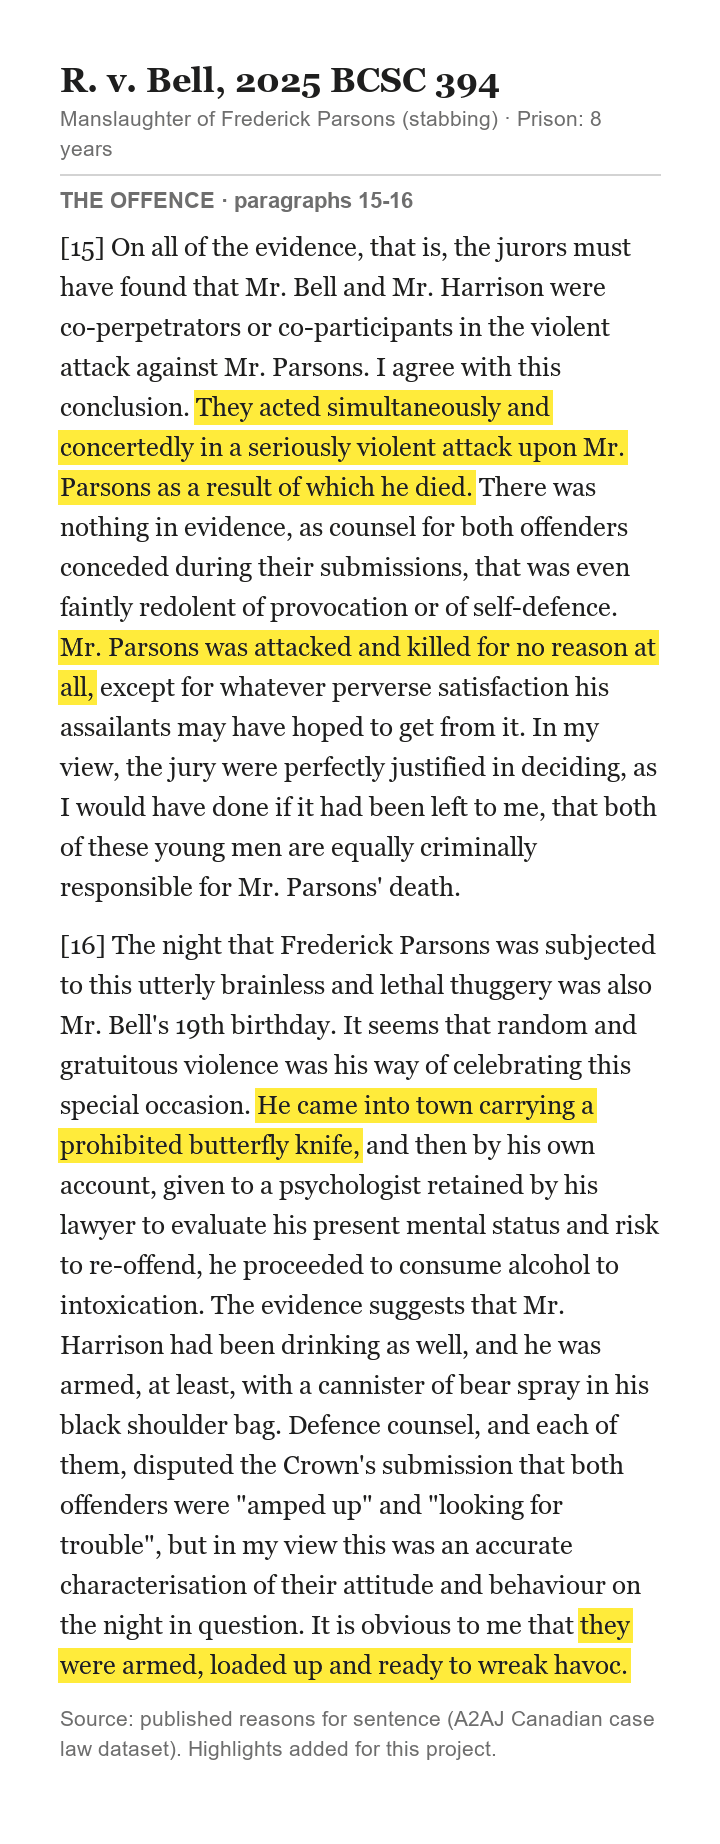 R. v. Bell, 2025 BCSC 394
Manslaughter of Frederick Parsons (stabbing) · Prison: 8
years
THE OFFENCE · paragraphs 15-16
[15] On all of the evidence, that is, the jurors must
have found that Mr. Bell and Mr. Harrison were
co-perpetrators or co-participants in the violent
attack against Mr. Parsons. I agree with this
conclusion. They acted simultaneously and
concertedly in a seriously violent attack upon Mr.
Parsons as a result of which he died. There was
nothing in evidence, as counsel for both offenders
conceded during their submissions, that was even
faintly redolent of provocation or of self-defence.
Mr. Parsons was attacked and killed for no reason at
all, except for whatever perverse satisfaction his
assailants may have hoped to get from it. In my
view, the jury were perfectly justified in deciding, as
I would have done if it had been left to me, that both
of these young men are equally criminally
responsible for Mr. Parsons' death.
[16] The night that Frederick Parsons was subjected
to this utterly brainless and lethal thuggery was also
Mr. Bell's 19th birthday. It seems that random and
gratuitous violence was his way of celebrating this
special occasion. He came into town carrying a
prohibited butterfly knife, and then by his own
account, given to a psychologist retained by his
lawyer to evaluate his present mental status and risk
to re-offend, he proceeded to consume alcohol to
intoxication. The evidence suggests that Mr.
Harrison had been drinking as well, and he was
armed, at least, with a cannister of bear spray in his
black shoulder bag. Defence counsel, and each of
them, disputed the Crown's submission that both
offenders were "amped up" and "looking for
trouble", but in my view this was an accurate
characterisation of their attitude and behaviour on
the night in question. It is obvious to me that they
were armed, loaded up and ready to wreak havoc.
Source: published reasons for sentence (A2AJ Canadian case
law dataset). Highlights added for this project.